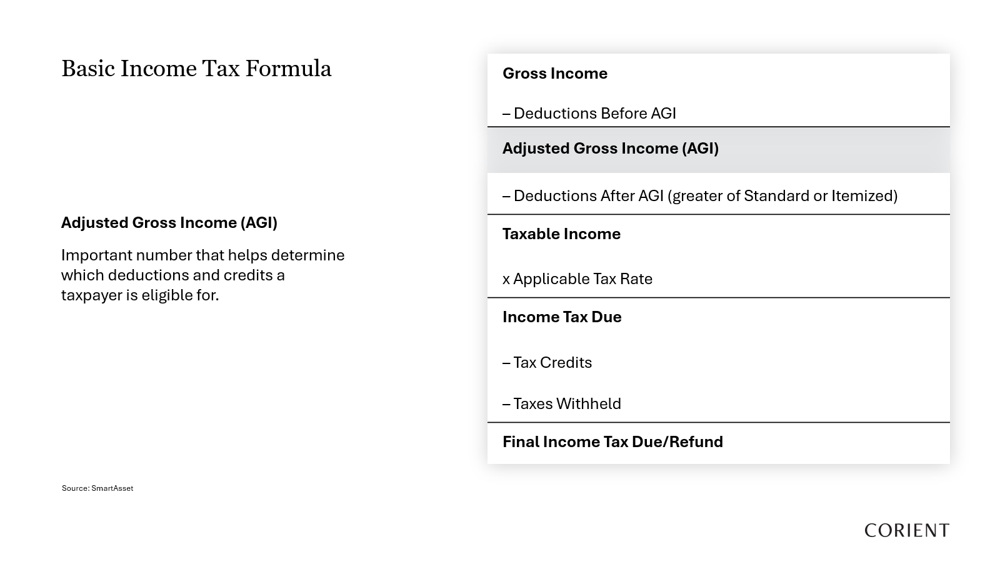 Basic Income Tax Formula
Adjusted Gross Income (AGI)
Important number that helps determine
which deductions and credits a
taxpayer is eligible for.
Source: SmartAsset
Gross Income
– Deductions Before AGI
Adjusted Gross Income (AGI)
– Deductions After AGI (greater of Standard or Itemized)
Taxable Income
x Applicable Tax Rate
Income Tax Due
– Tax Credits
– Taxes Withheld
Final Income Tax Due/Refund
CORIENT